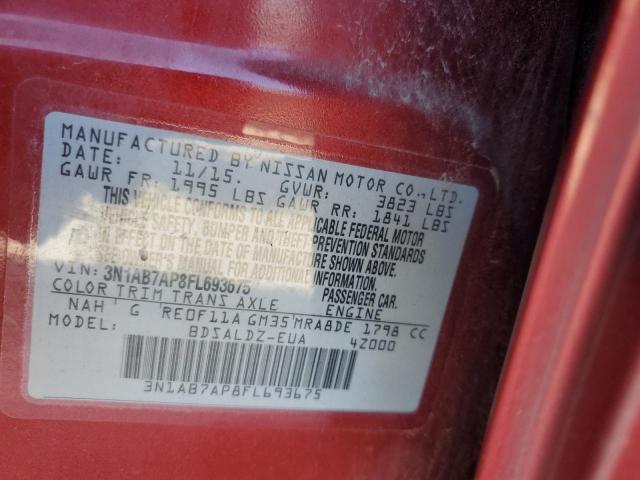 MANUFACTURED BY NISSAN MOTOR CO., LTD.
DATE: 11/15. GVWR: 3823 LBS
GAWR FR: 1995 LBS GAWR RR: 1841 LBS
THIS VEHICLE CONFORMS TO ALL APPLICABLE FEDERAL MOTOR
VEHICLE SAFETY, BUMPER AND THEFT PREVENTION STANDARDS
IN EFFECT ON THE DATE OF MANUFACTURE SHOWN ABOVE.
SEE OWNER'S MANUAL FOR ADDITIONAL
VIN: 3N1AB7AP8FL693675 PASSENGER CAR.
COLOR TRIM TRANS AXLE ENGINE
NAH G RE0F11A GM35 MRA8DE 1798 CC
MODEL: BDSALDZ-EUA 42000
3N1AB7AP8FL693675